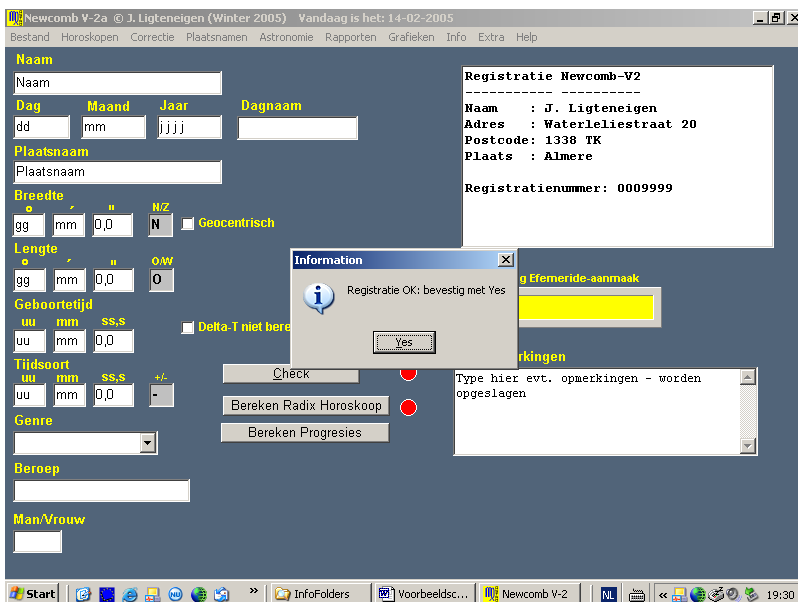 Newcomb V-2a © J. Ligteneigen (Winter 2005) Vandaag is het: 14-02-2005
Bestand Horoskopen Correctie Plaatsnamen Astronomie Rapporten Grafieken Info Extra Help
Naam
Naam
Dag Maand Jaar Dagnaam
dd mm jjjj
Plaatsnaam
Plaatsnaam
Breedte
° ´ " N/Z
gg mm 0,0 N Geocentrisch
Lengte
° ´ " O/W
gg mm 0,0 O
Geboortetijd
uu mm ss,s
uu mm 0,0 Delta-T niet bere
Tijdsoort
uu mm ss,s +/-
uu mm 0,0 -
Genre
Beroep
Man/Vrouw
Registratie Newcomb-V2
----------- ----------
Naam : J. Ligteneigen
Adres : Waterleliestraat 20
Postcode: 1338 TK
Plaats : Almere
Registratienummer: 0009999
Information
Registratie OK: bevestig met Yes
Yes
g Efemeride-aanmaak
Check
Bereken Radix Horoskoop
Bereken Progresies
rkingen
Type hier evt. opmerkingen - worden
opgeslagen
Start » InfoFolders Voorbeeldsc... Newcomb V-2 NL « 19:30